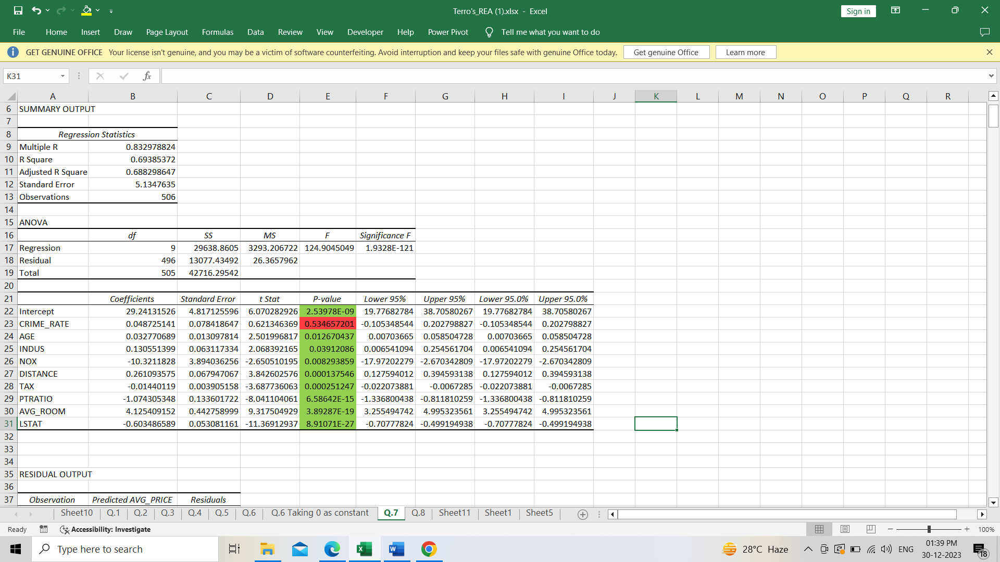 Terro's_REA (1).xlsx - Excel
Sign in
File Home Insert Draw Page Layout Formulas Data Review View Developer Help Power Pivot Tell me what you want to do
GET GENUINE OFFICE Your license isn't genuine, and you may be a victim of software counterfeiting. Avoid interruption and keep your files safe with genuine Office today. Get genuine Office Learn more
K31 fx
A B C D E F G H I J K L M N O P Q R
6 SUMMARY OUTPUT
7
8 Regression Statistics
9 Multiple R 0.832978824
10 R Square 0.69385372
11 Adjusted R Square 0.688298647
12 Standard Error 5.1347635
13 Observations 506
14
15 ANOVA
16 df SS MS F Significance F
17 Regression 9 29638.8605 3293.206722 124.9045049 1.9328E-121
18 Residual 496 13077.43492 26.3657962
19 Total 505 42716.29542
20
21 Coefficients Standard Error t Stat P-value Lower 95% Upper 95% Lower 95.0% Upper 95.0%
22 Intercept 29.24131526 4.817125596 6.070282926 2.53978E-09 19.77682784 38.70580267 19.77682784 38.70580267
23 CRIME_RATE 0.048725141 0.078418647 0.621346369 0.534657201 -0.105348544 0.202798827 -0.105348544 0.202798827
24 AGE 0.032770689 0.013097814 2.501996817 0.012670437 0.00703665 0.058504728 0.00703665 0.058504728
25 INDUS 0.130551399 0.063117334 2.068392165 0.03912086 0.006541094 0.254561704 0.006541094 0.254561704
26 NOX -10.3211828 3.894036256 -2.650510195 0.008293859 -17.97202279 -2.670342809 -17.97202279 -2.670342809
27 DISTANCE 0.261093575 0.067947067 3.842602576 0.000137546 0.127594012 0.394593138 0.127594012 0.394593138
28 TAX -0.01440119 0.003905158 -3.687736063 0.000251247 -0.022073881 -0.0067285 -0.022073881 -0.0067285
29 PTRATIO -1.074305348 0.133601722 -8.041104061 6.58642E-15 -1.336800438 -0.811810259 -1.336800438 -0.811810259
30 AVG_ROOM 4.125409152 0.442758999 9.317504929 3.89287E-19 3.255494742 4.995323561 3.255494742 4.995323561
31 LSTAT -0.603486589 0.053081161 -11.36912937 8.91071E-27 -0.70777824 -0.499194938 -0.70777824 -0.499194938
32
33
34
35 RESIDUAL OUTPUT
36
37 Observation Predicted AVG_PRICE Residuals
Sheet10 Q.1 Q.2 Q.3 Q.4 Q.5 Q.6 Q.6 Taking 0 as constant Q.7 Q.8 Sheet11 Sheet1 Sheet5
Ready Accessibility: Investigate 100%
Type here to search 28°C Haze ENG 01:39 PM
30-12-2023 18